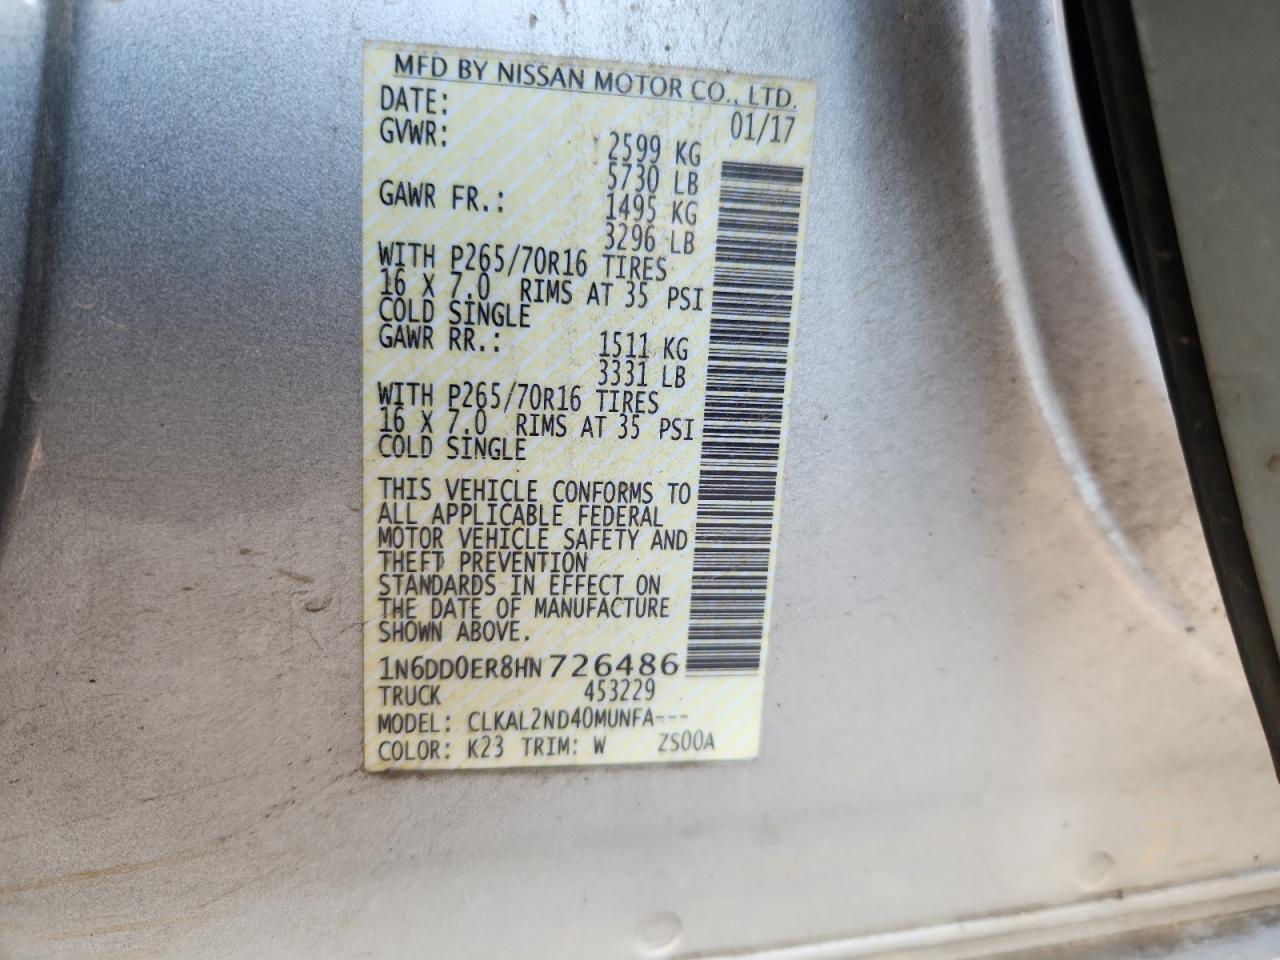 MFD BY NISSAN MOTOR CO., LTD.
DATE: 01/17
GVWR: 2599 KG
5730 LB
GAWR FR.: 1495 KG
3296 LB
WITH P265/70R16 TIRES
16 X 7.0 RIMS AT 35 PSI
COLD SINGLE
GAWR RR.: 1511 KG
3331 LB
WITH P265/70R16 TIRES
16 X 7.0 RIMS AT 35 PSI
COLD SINGLE
THIS VEHICLE CONFORMS TO
ALL APPLICABLE FEDERAL
MOTOR VEHICLE SAFETY AND
THEFT PREVENTION
STANDARDS IN EFFECT ON
THE DATE OF MANUFACTURE
SHOWN ABOVE.
1N6DD0ER8HN726486
TRUCK 453229
MODEL: CLKAL2ND40MUNFA---
COLOR: K23 TRIM: W ZS00A